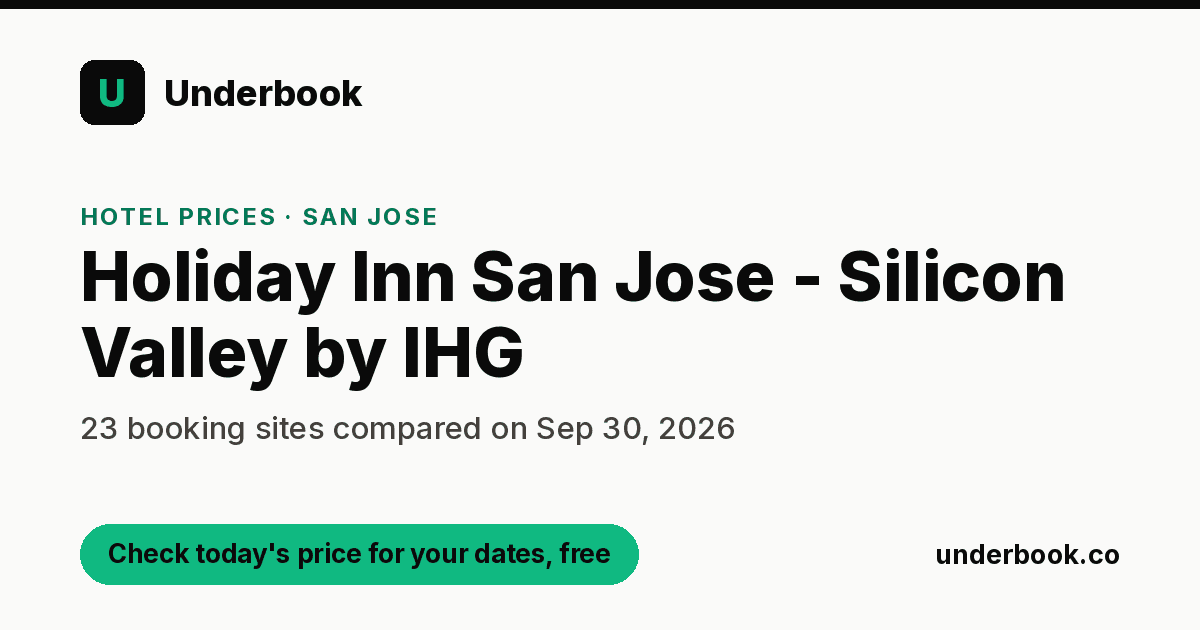 U
Underbook
HOTEL PRICES · SAN JOSE
Holiday Inn San Jose - Silicon
Valley by IHG
23 booking sites compared on Sep 30, 2026
Check today's price for your dates, free
underbook.co